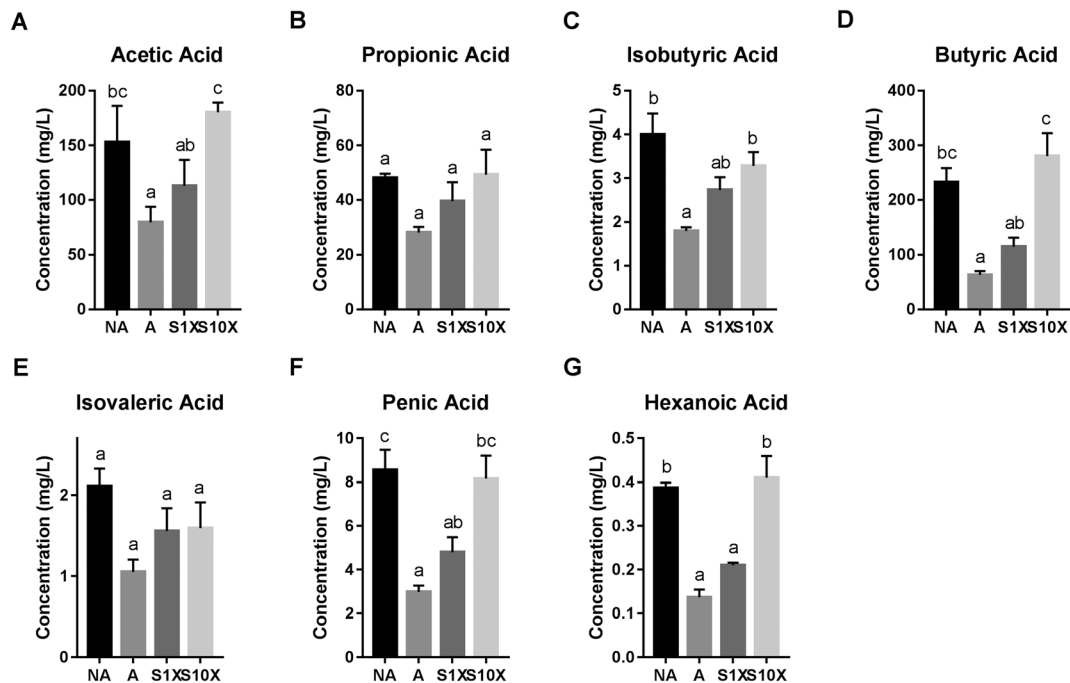 A
Acetic Acid
Concentration (mg/L)
200
150
100
50
0
bc
a
ab
c
NA A S1X S10X
B
Propionic Acid
Concentration (mg/L)
80
60
40
20
0
a
a
a
a
NA A S1X S10X
C
Isobutyric Acid
Concentration (mg/L)
5
4
3
2
1
0
b
a
ab
b
NA A S1X S10X
D
Butyric Acid
Concentration (mg/L)
400
300
200
100
0
bc
a
ab
c
NA A S1X S10X
E
Isovaleric Acid
Concentration (mg/L)
2
1
0
a
a
a
a
NA A S1X S10X
F
Penic Acid
Concentration (mg/L)
10
8
6
4
2
0
c
a
ab
bc
NA A S1X S10X
G
Hexanoic Acid
Concentration (mg/L)
0.5
0.4
0.3
0.2
0.1
0.0
b
a
a
b
NA A S1X S10X